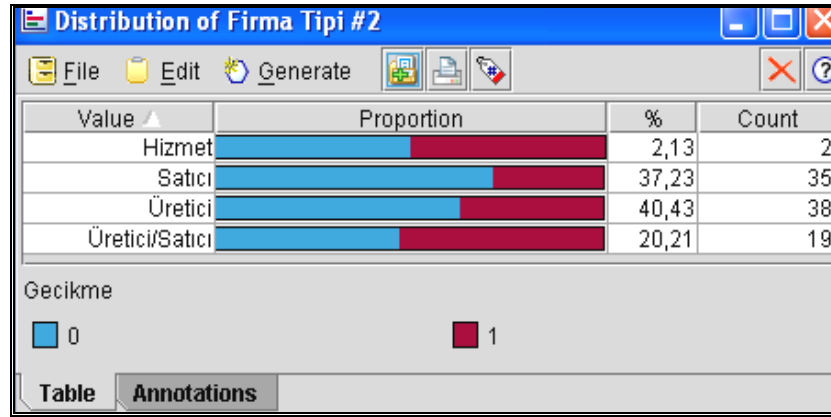 Distribution of Firma Tipi #2
File Edit Generate
Value Proportion % Count
Hizmet 2,13 2
Satıcı 37,23 35
Üretici 40,43 38
Üretici/Satıcı 20,21 19
Gecikme
0 1
Table Annotations